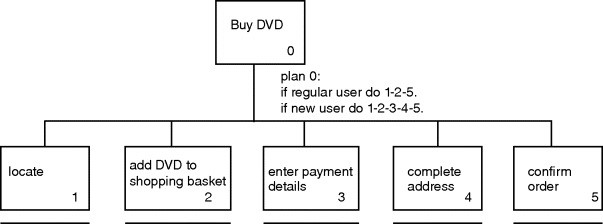 Buy DVD
0
plan 0:
if regular user do 1-2-5.
if new user do 1-2-3-4-5.
locate
1
add DVD to
shopping basket
2
enter payment
details
3
complete
address
4
confirm
order
5